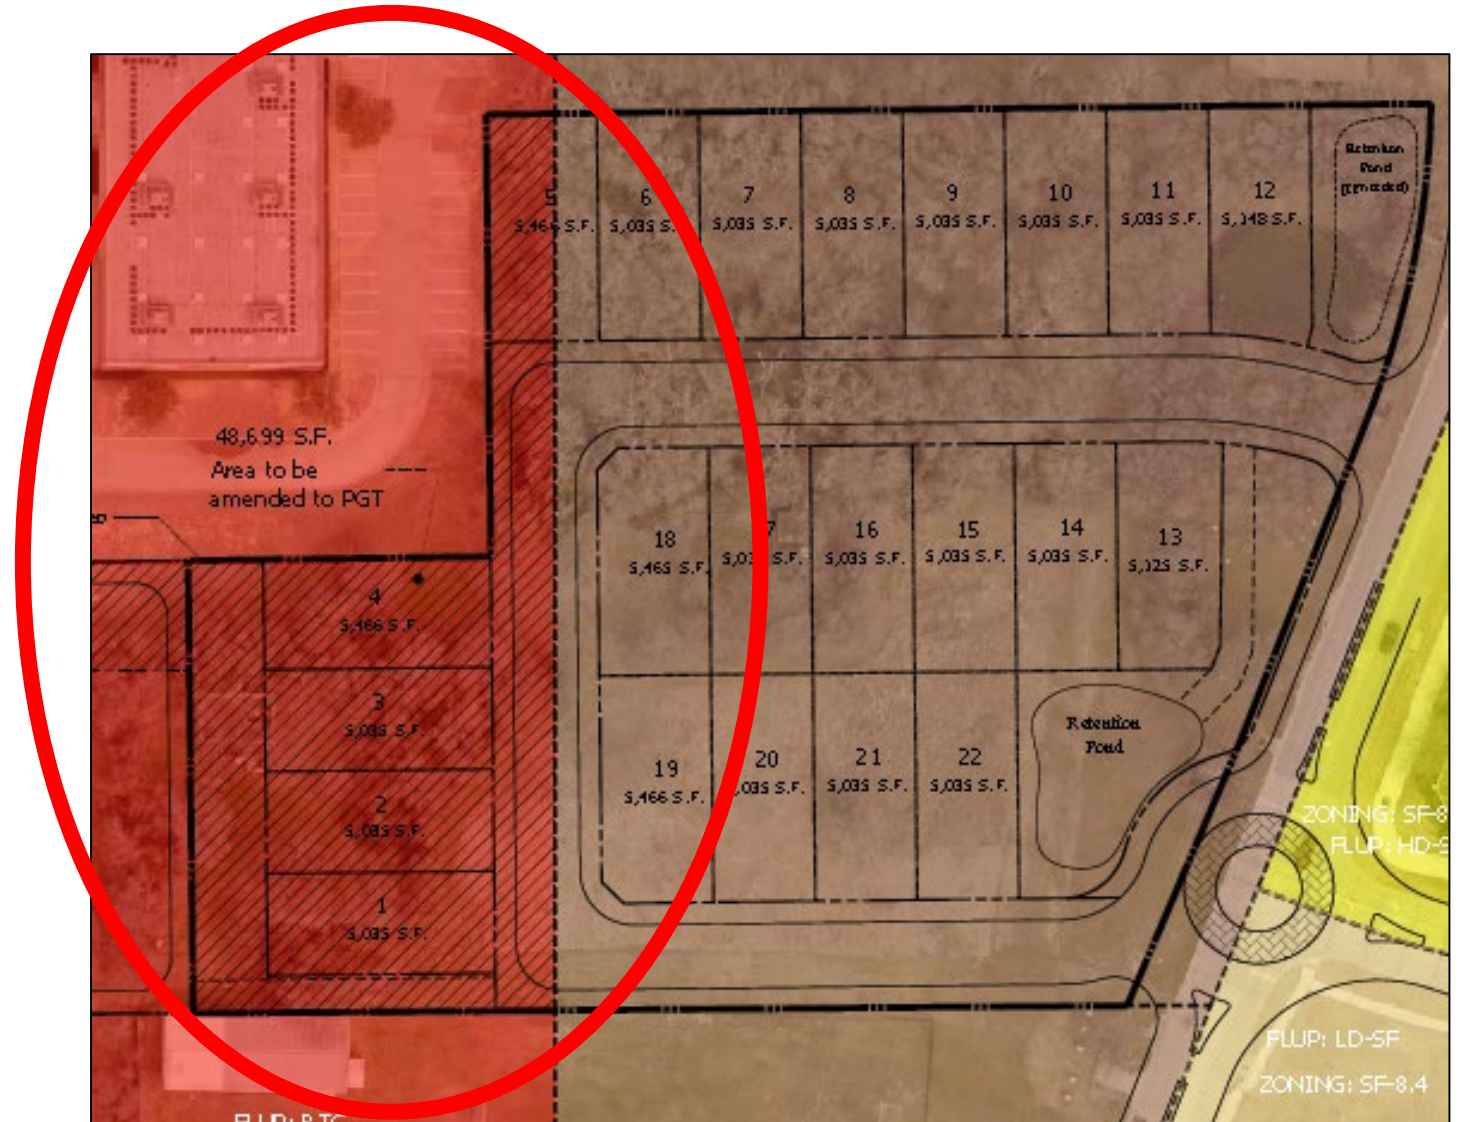 5
5,466 S.F.
6
5,035 S.
7
5,035 S.F.
8
5,035 S.F.
9
5,035 S.F.
10
5,035 S.F.
11
5,035 S.F.
12
5,148 S.F.
Retention
Pond
48,699 S.F.
Area to be
amended to PGT
18
5,465 S.F.
7
5,03
16
5,035 S.F.
15
5,035 S.F.
14
5,035 S.F.
13
5,125 S.F.
4
5,466 S.F.
3
5,035 S.F.
2
5,035 S.F.
1
5,035 S.F.
19
5,466 S.F.
20
,035 S.F.
21
5,035 S.F.
22
5,035 S.F.
Retention
Pond
ZONING: SF-8
FLUP: HD-S
FLUP: LD-SF
ZONING: SF-8.4